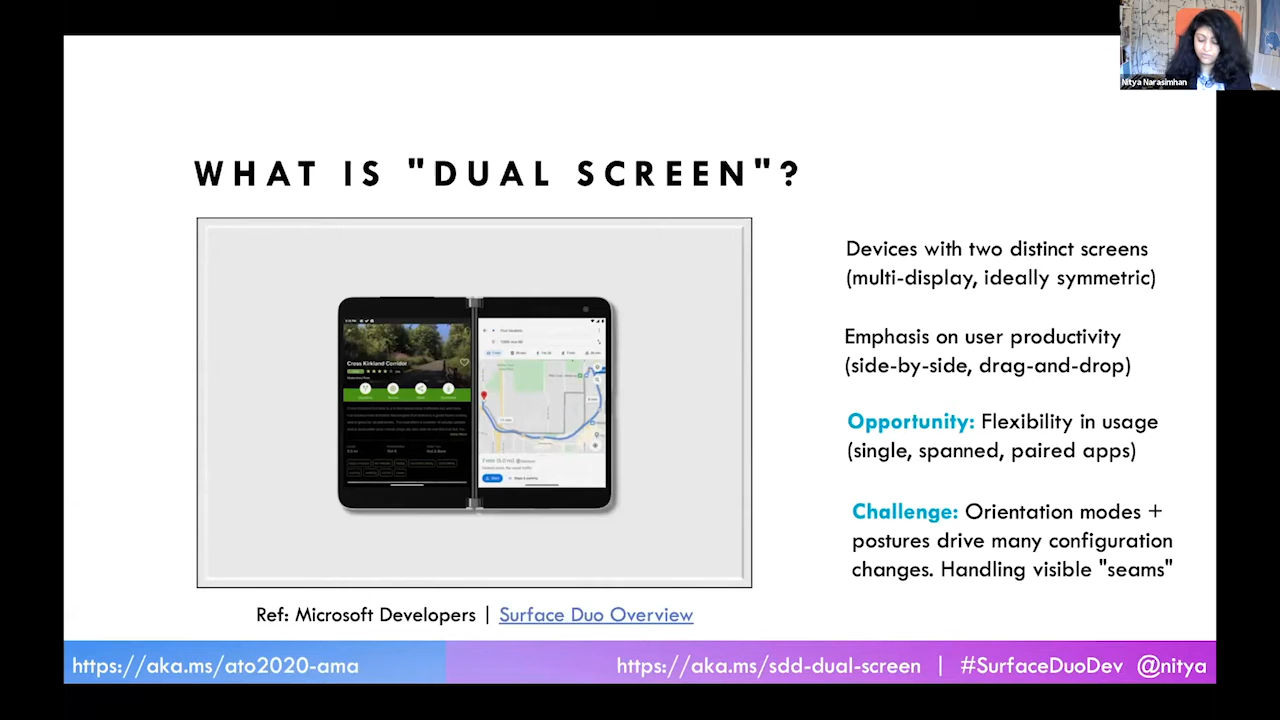 Nitya Narasimhan
WHAT IS "DUAL SCREEN"?
Cross Kirkland Corridor
Devices with two distinct screens
(multi-display, ideally symmetric)
Emphasis on user productivity
(side-by-side, drag-and-drop)
Opportunity: Flexibility in usage
(single, spanned, paired apps)
Challenge: Orientation modes +
postures drive many configuration
changes. Handling visible "seams"
Ref: Microsoft Developers | Surface Duo Overview
https://aka.ms/ato2020-ama
https://aka.ms/sdd-dual-screen | #SurfaceDuoDev @nitya